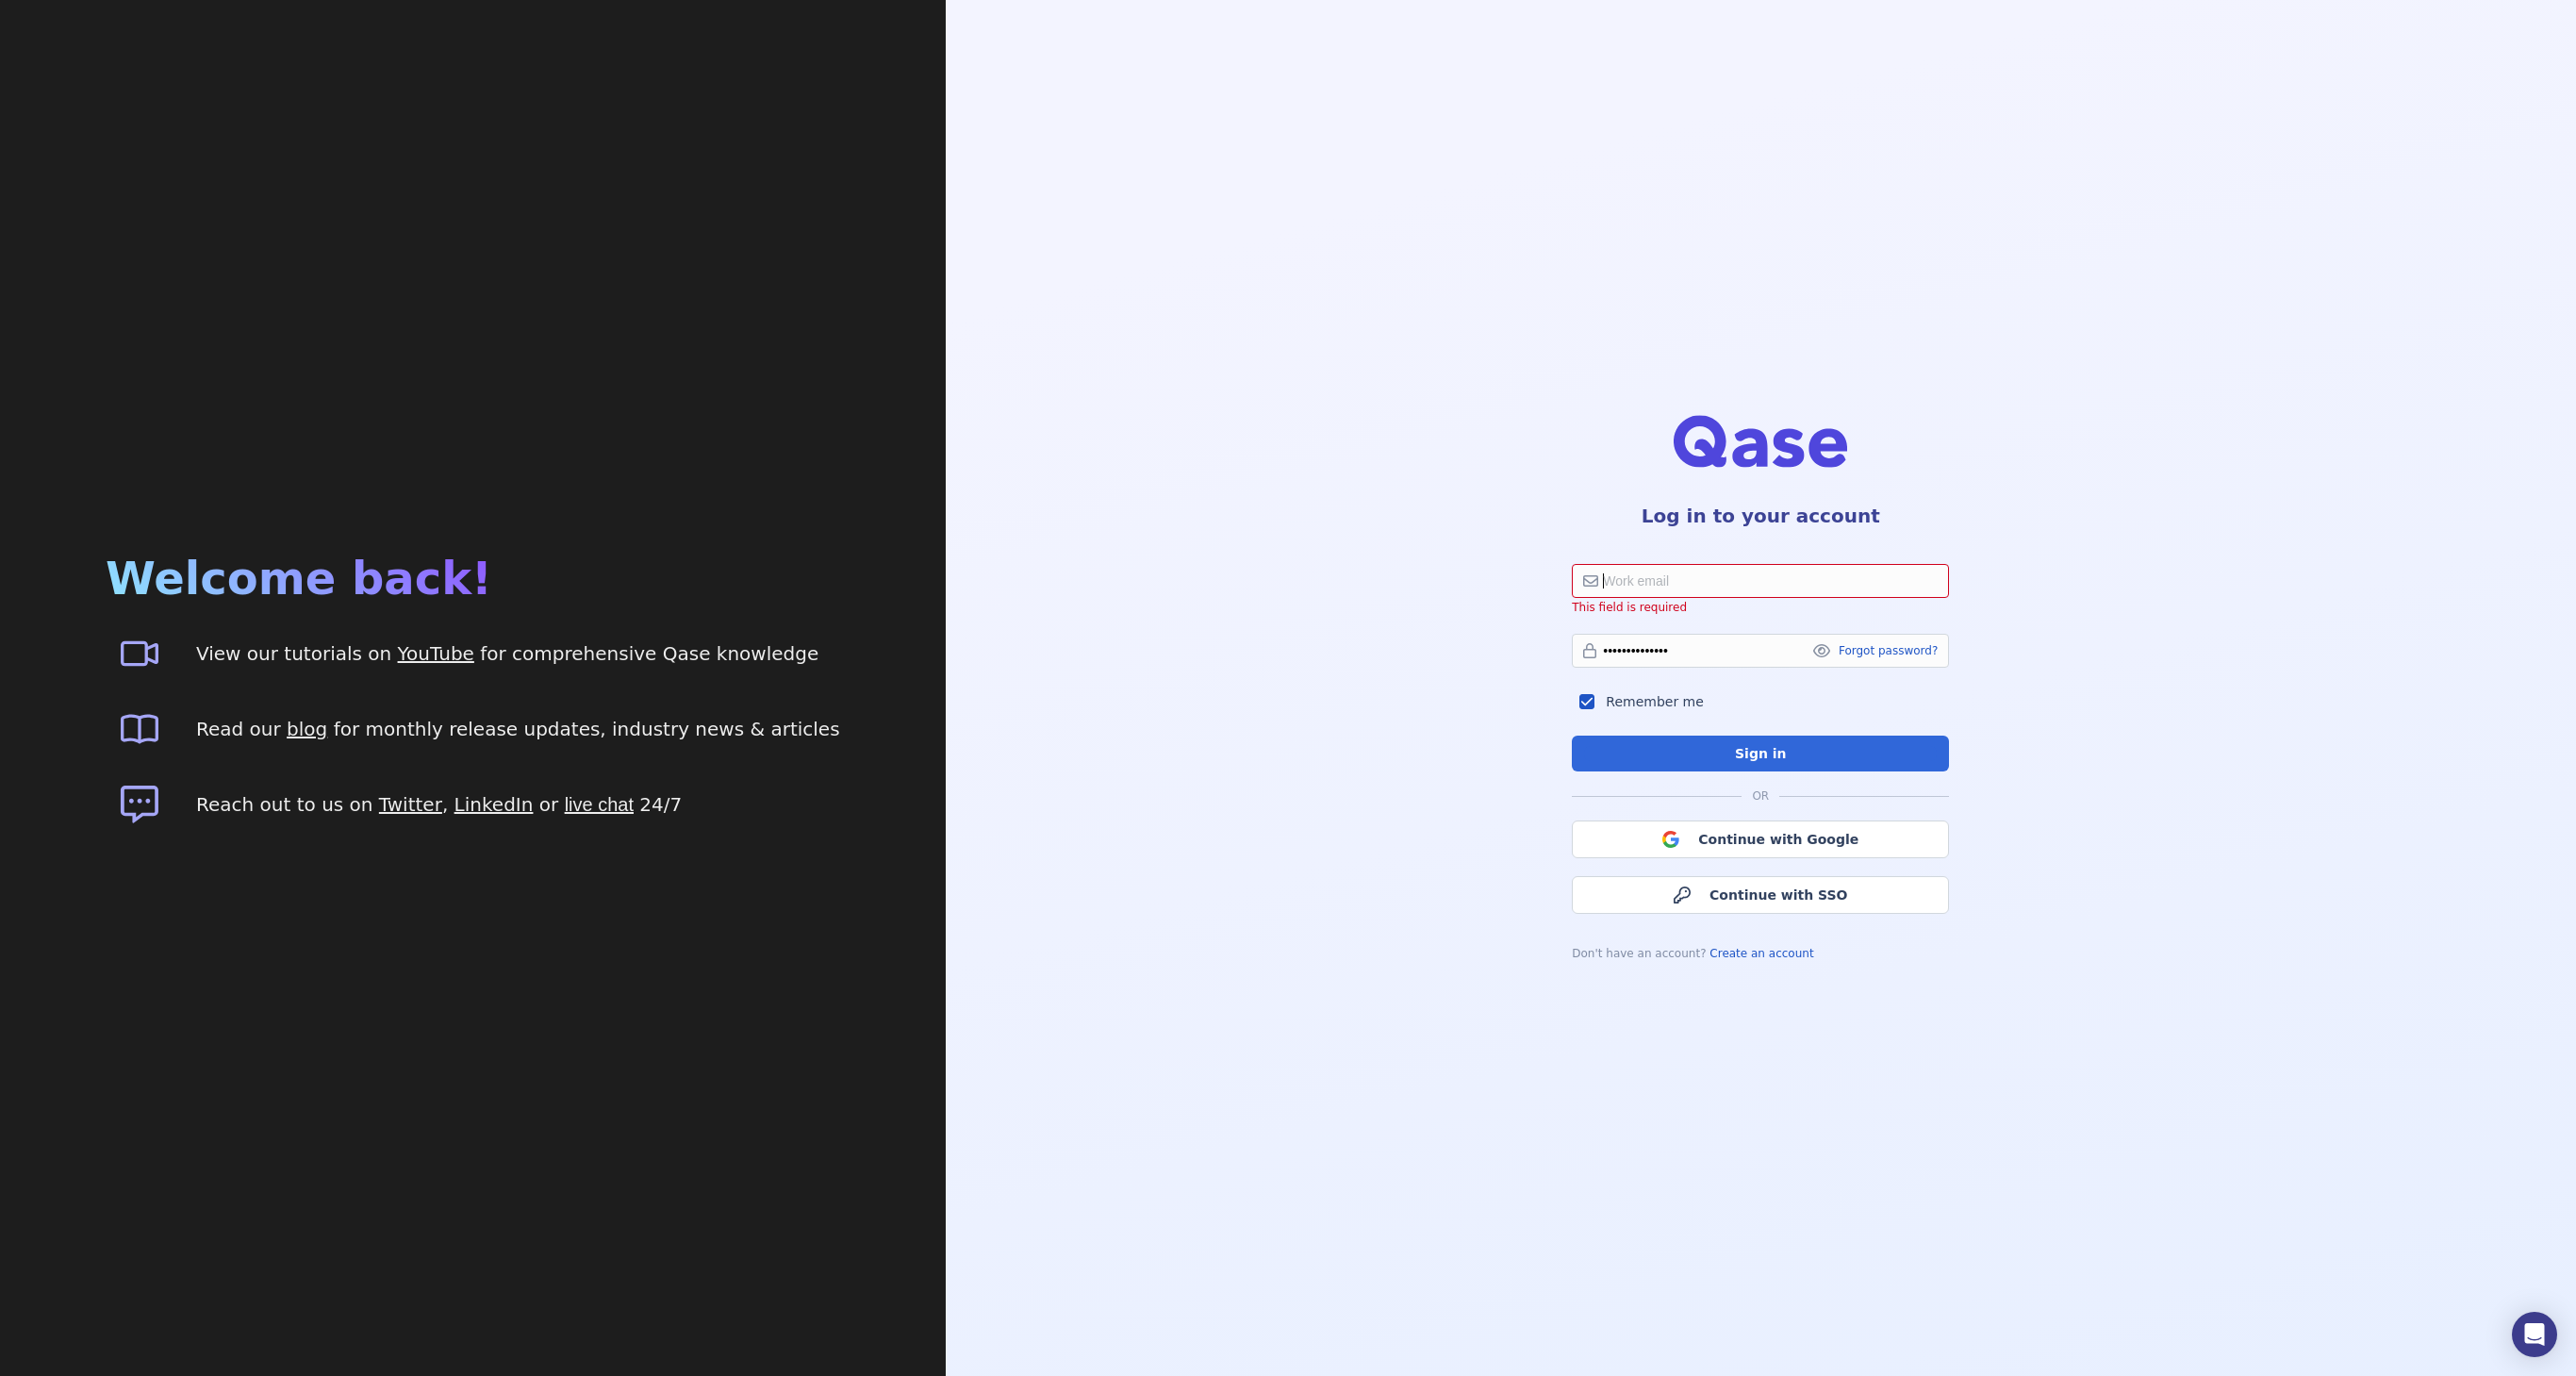 Welcome back!
View our tutorials on YouTube for comprehensive Qase knowledge
Read our blog for monthly release updates, industry news & articles
Reach out to us on Twitter, LinkedIn or live chat 24/7
Qase
Log in to your account
Work email
This field is required
••••••••••••••
Forgot password?
Remember me
Sign in
OR
Continue with Google
Continue with SSO
Don't have an account? Create an account